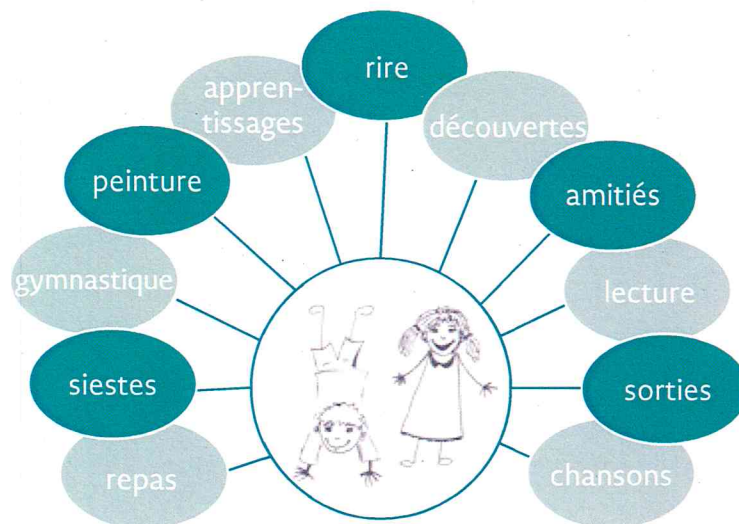 rire
appren-
tissages
découvertes
peinture
amitiés
gymnastique
lecture
siestes
sorties
repas
chansons